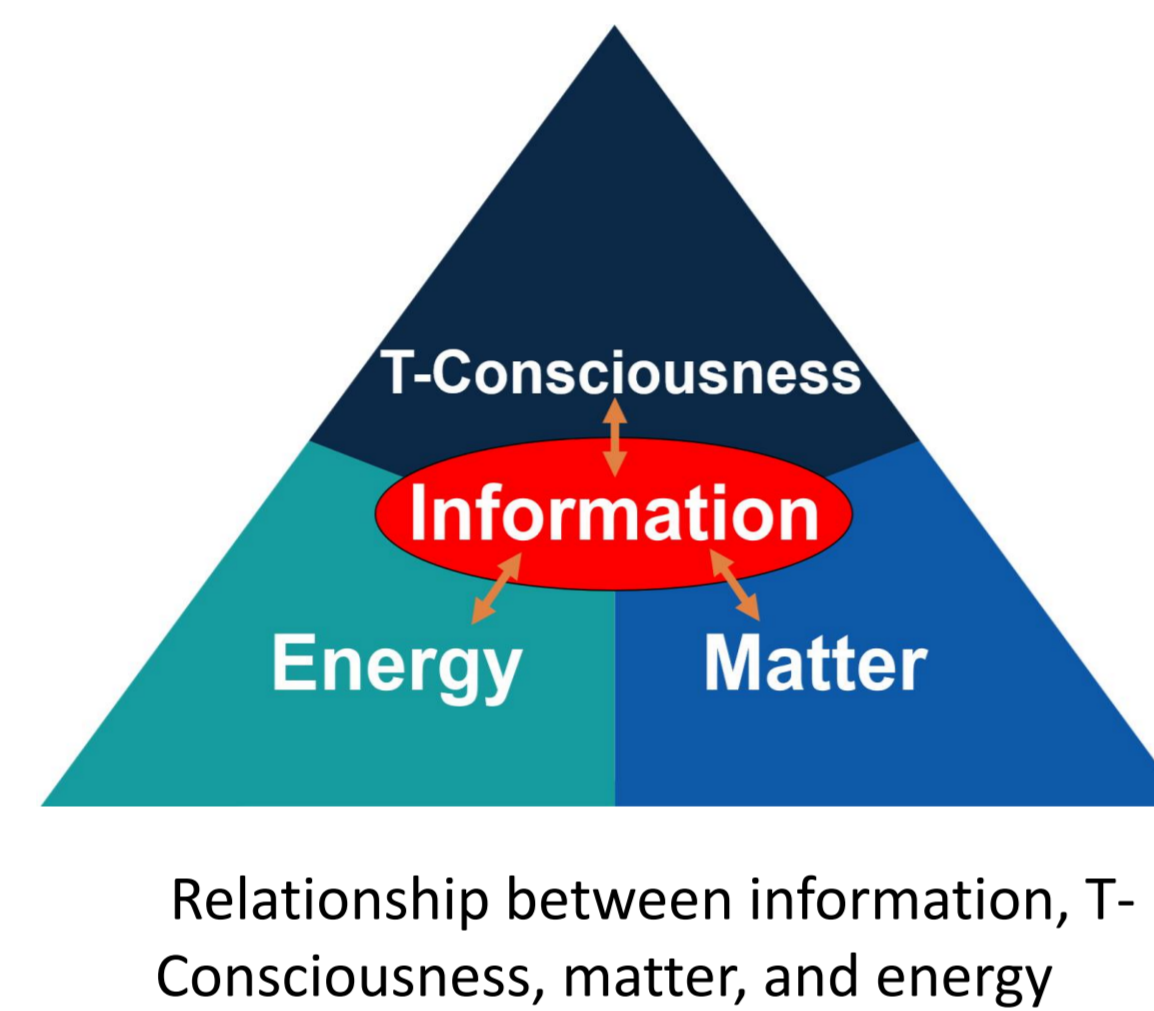 T-Consciousness
Information
Energy
Matter
Relationship between information, T-
Consciousness, matter, and energy